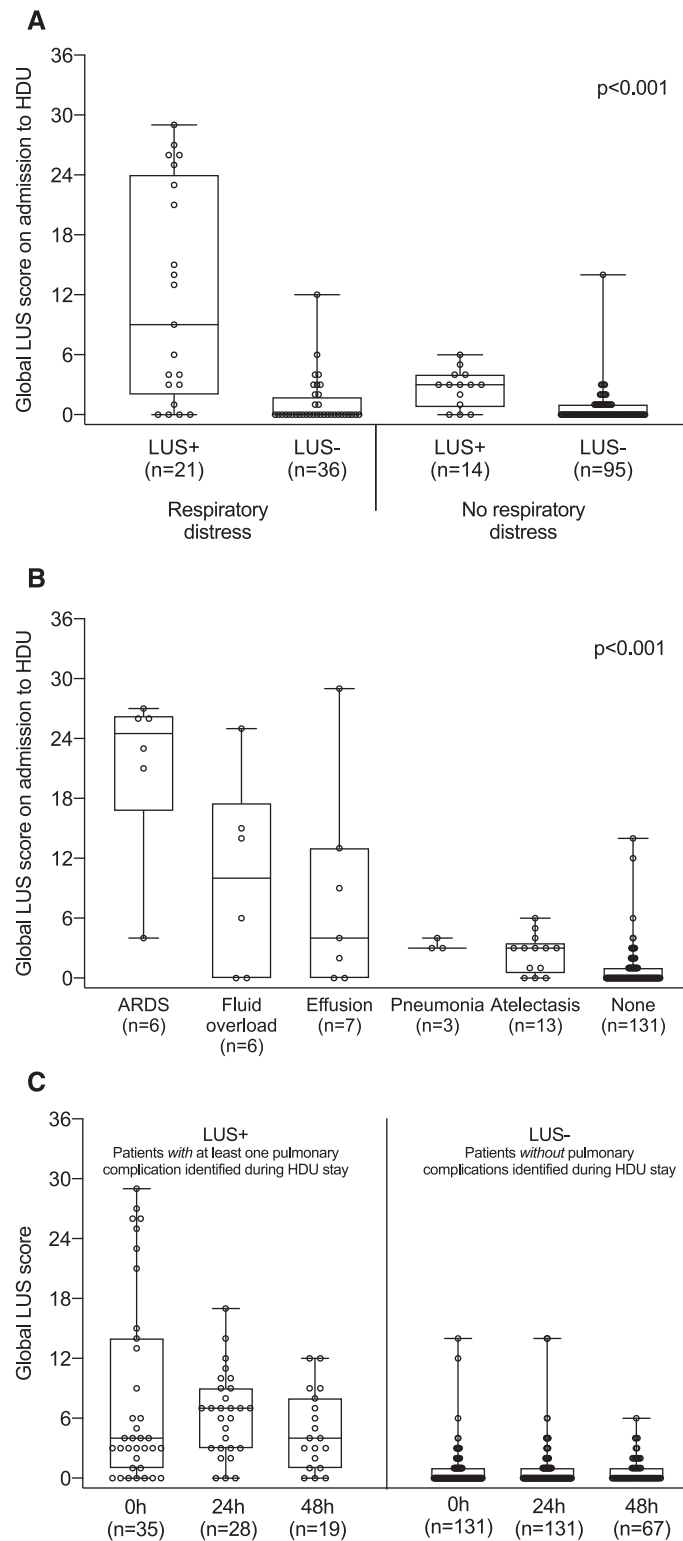 A
Global LUS score on admission to HDU
36
30
24
18
12
6
0
p<0.001
LUS+ LUS- LUS+ LUS-
(n=21) (n=36) (n=14) (n=95)
Respiratory No respiratory
distress distress
B
Global LUS score on admission to HDU
36
30
24
18
12
6
0
p<0.001
ARDS Fluid Effusion Pneumonia Atelectasis None
(n=6) overload (n=7) (n=3) (n=13) (n=131)
(n=6)
C
Global LUS score
36
30
24
18
12
6
0
LUS+
Patients with at least one pulmonary
complication identified during HDU stay
LUS-
Patients without pulmonary
complications identified during HDU stay
0h 24h 48h 0h 24h 48h
(n=35) (n=28) (n=19) (n=131) (n=131) (n=67)